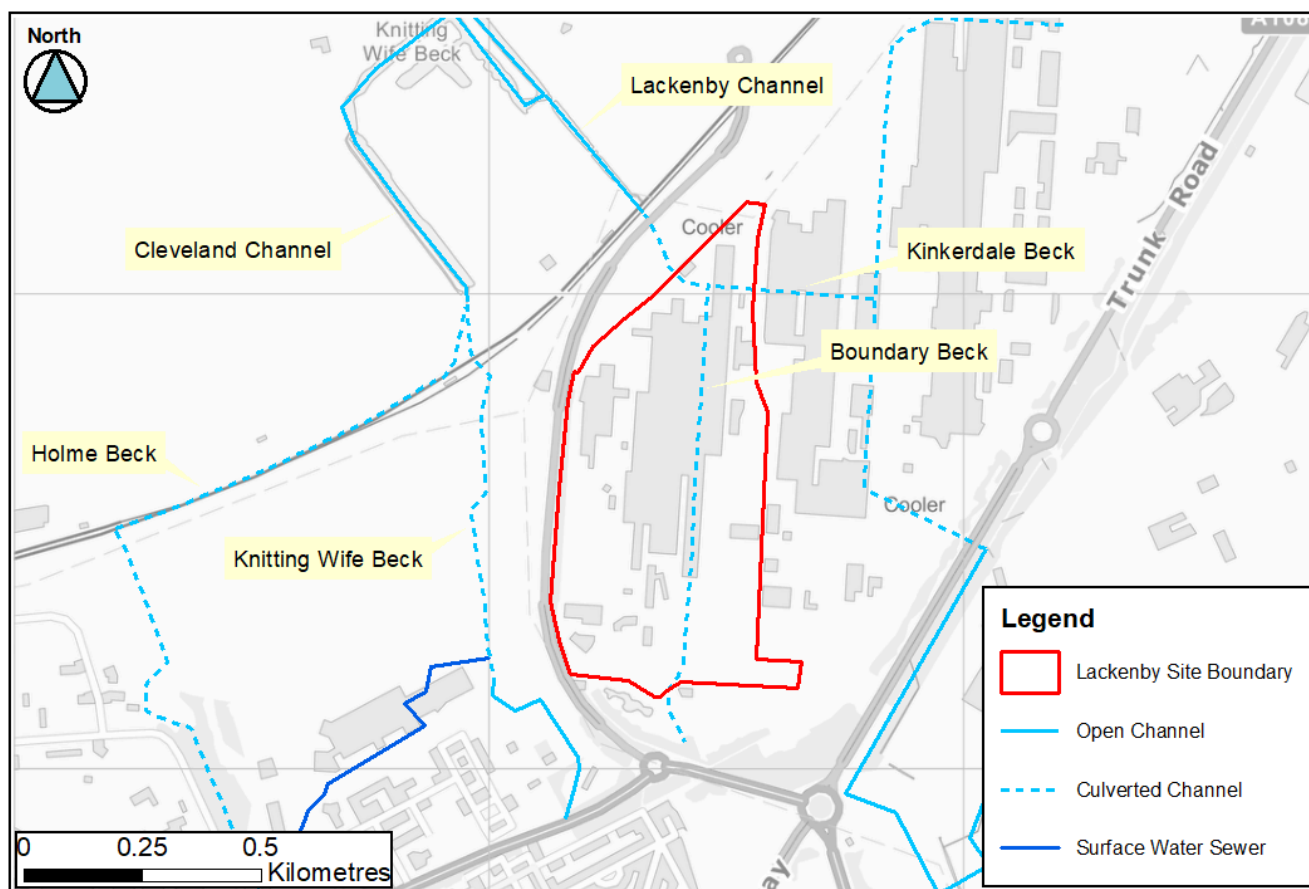 North
Knitting
Wife Beck
A108
Lackenby Channel
Trunk Road
Cleveland Channel
Cooler
Kinkerdale Beck
Boundary Beck
Holme Beck
Cooler
Knitting Wife Beck
Legend
Lackenby Site Boundary
Open Channel
Culverted Channel
Surface Water Sewer
0 0.25 0.5
Kilometres
ay